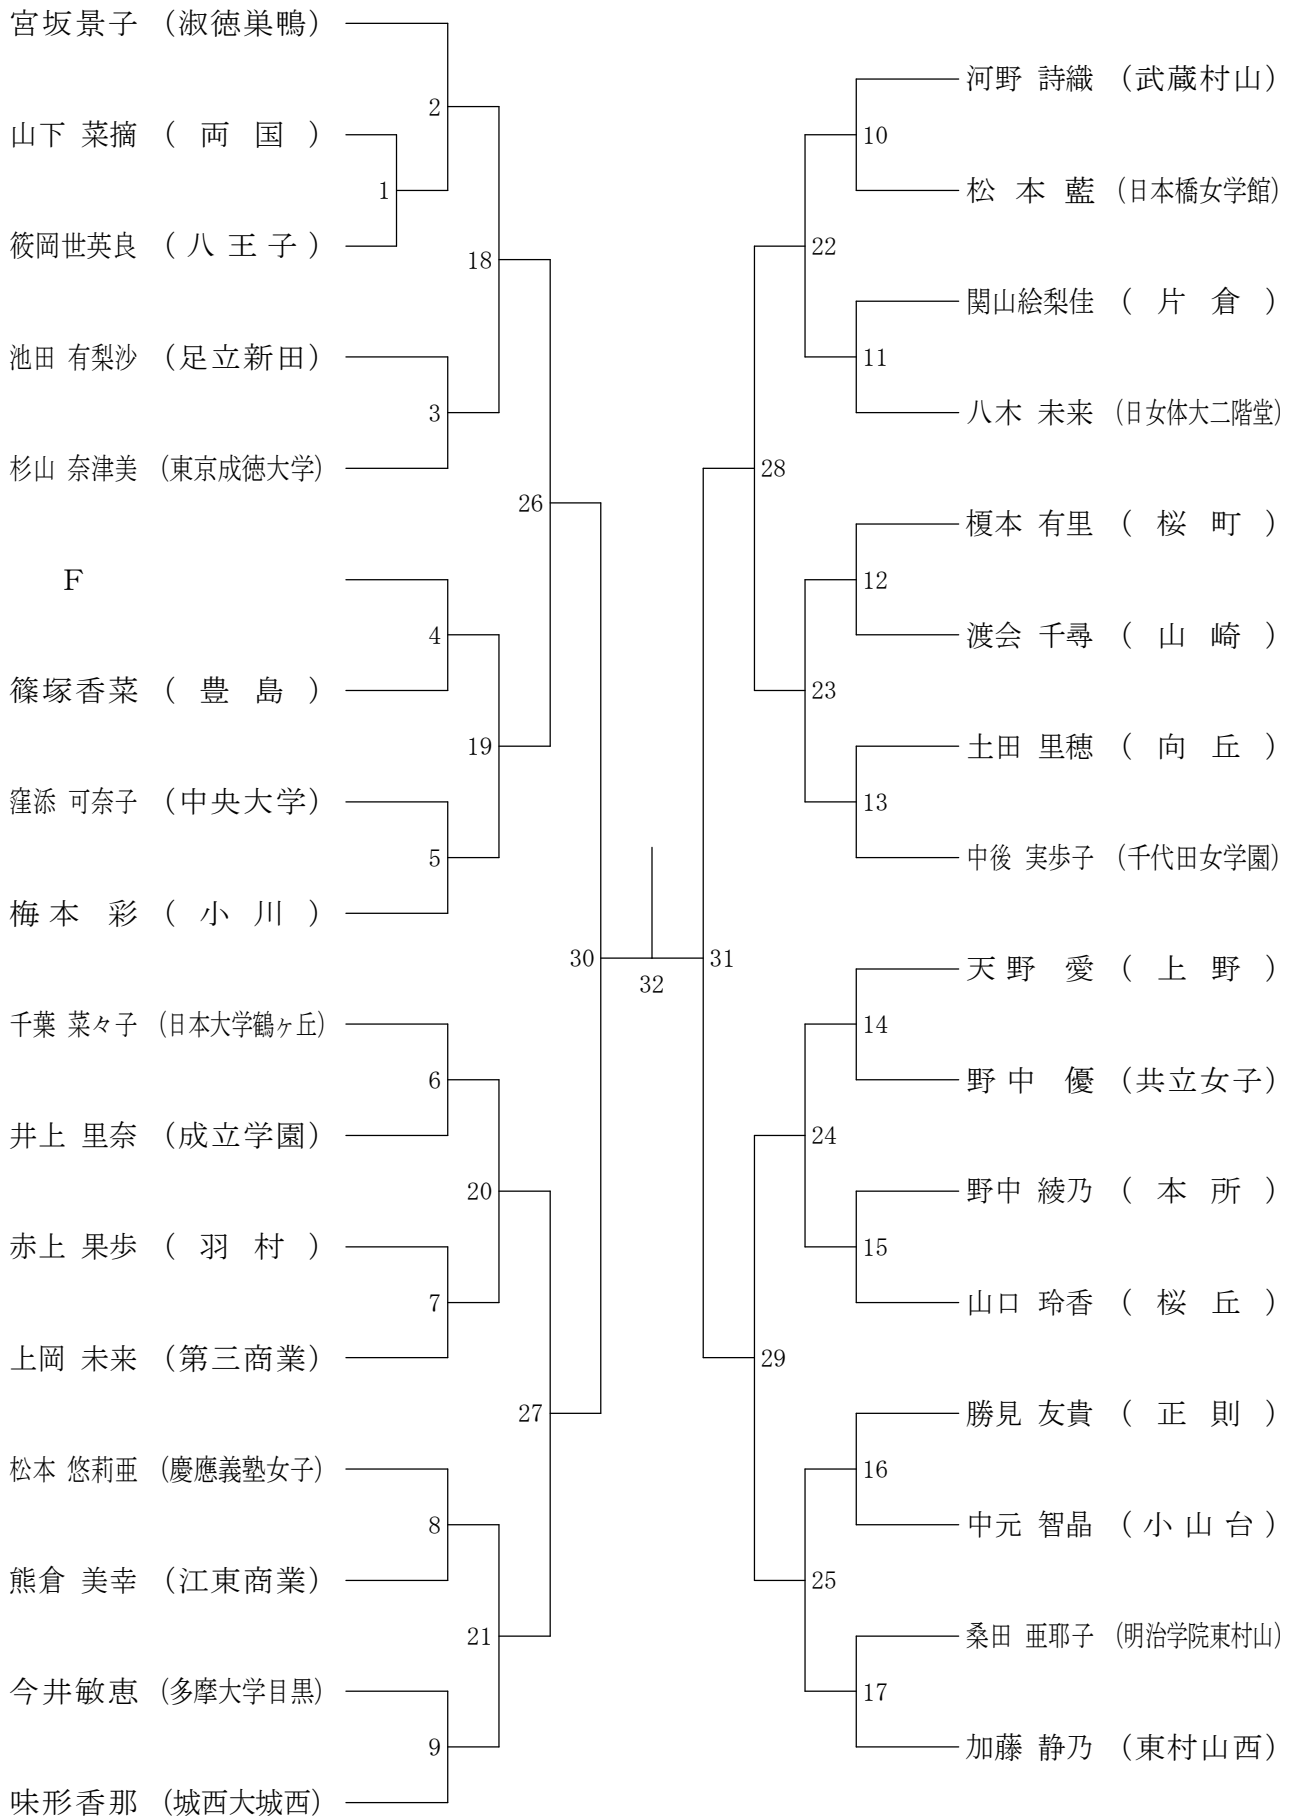 宮坂景子 （淑徳巣鴨）
山下 菜摘 （ 両 国 ）
筱岡世英良 （ 八 王 子 ）
池田 有梨沙 （足立新田）
杉山 奈津美 （東京成徳大学）
F
篠塚香菜 （ 豊 島 ）
窪添 可奈子 （中央大学）
梅 本 彩 （ 小 川 ）
千葉 菜々子 （日本大学鶴ヶ丘）
井上 里奈 （成立学園）
赤上 果歩 （ 羽 村 ）
上岡 未来 （第三商業）
松本 悠莉亜 （慶應義塾女子）
熊倉 美幸 （江東商業）
今井敏恵 （多摩大学目黒）
味形香那 （城西大城西）
1
2
3
4
5
6
7
8
9
18
19
20
21
26
27
30
32
31
28
29
22
23
24
25
10
11
12
13
14
15
16
17
河野 詩織 （武蔵村山）
松 本 藍 （日本橋女学館）
関山絵梨佳 （ 片 倉 ）
八木 未来 （日女体大二階堂）
榎本 有里 （ 桜 町 ）
渡会 千尋 （ 山 崎 ）
土田 里穂 （ 向 丘 ）
中後 実歩子 （千代田女学園）
天 野 愛 （ 上 野 ）
野 中 優 （共立女子）
野中 綾乃 （ 本 所 ）
山口 玲香 （ 桜 丘 ）
勝見 友貴 （ 正 則 ）
中元 智晶 （ 小 山 台 ）
桑田 亜耶子 （明治学院東村山）
加藤 静乃 （東村山西）